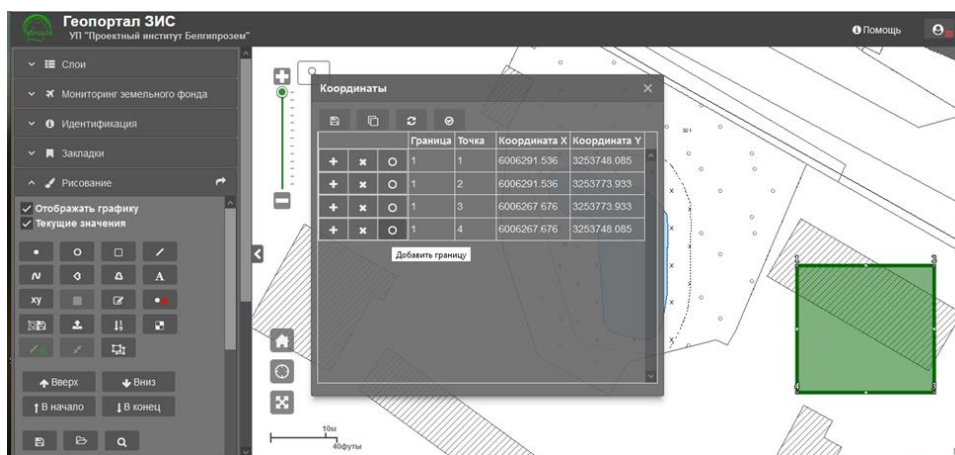 Геопортал ЗИС
УП "Проектный институт Белгипрозем"
Помощь
Слои
Мониторинг земельного фонда
Идентификация
Закладки
Рисование
Отображать графику
Текущие значения
A
xy
Вверх
Вниз
В начало
В конец
Координаты
Граница Точка Координата X Координата Y
1 1 6006291.536 3253748.085
1 2 6006291.536 3253773.933
1 3 6006267.676 3253773.933
1 4 6006267.676 3253748.085
Добавить границу
321
10м
40футы